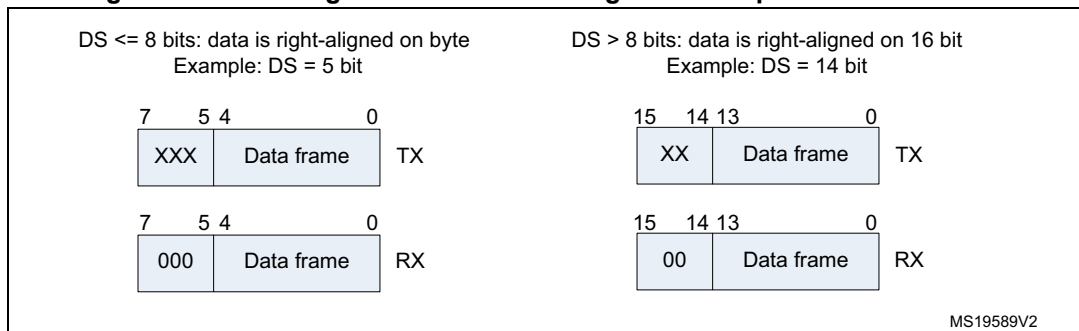 DS <= 8 bits: data is right-aligned on byte
Example: DS = 5 bit
7 5 4 0
XXX Data frame TX
7 5 4 0
000 Data frame RX
DS > 8 bits: data is right-aligned on 16 bit
Example: DS = 14 bit
15 14 13 0
XX Data frame TX
15 14 13 0
00 Data frame RX
MS19589V2